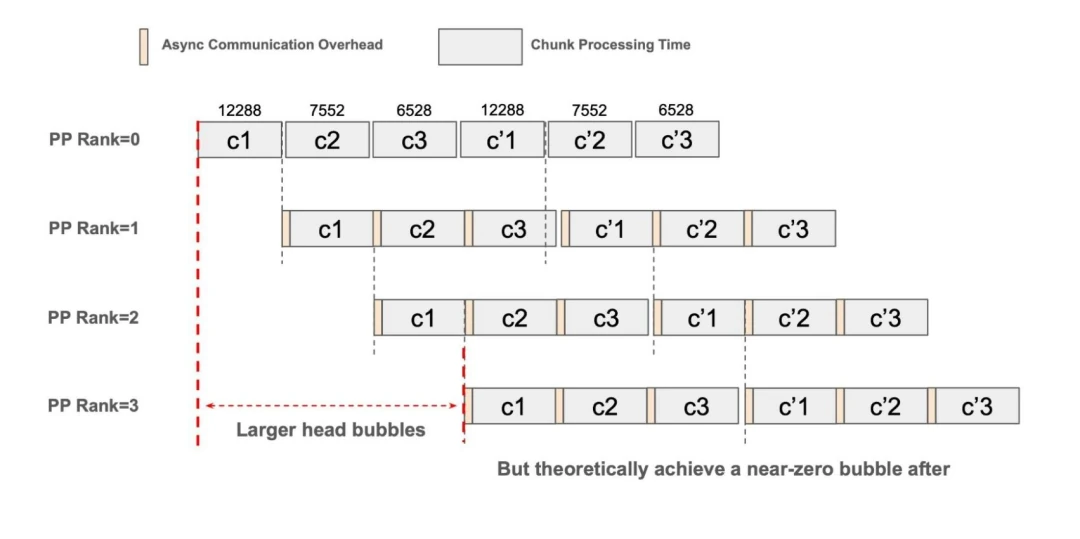 Async Communication Overhead
Chunk Processing Time
12288 7552 6528 12288 7552 6528
PP Rank=0 c1 c2 c3 c'1 c'2 c'3
PP Rank=1 c1 c2 c3 c'1 c'2 c'3
PP Rank=2 c1 c2 c3 c'1 c'2 c'3
PP Rank=3 c1 c2 c3 c'1 c'2 c'3
Larger head bubbles
But theoretically achieve a near-zero bubble after